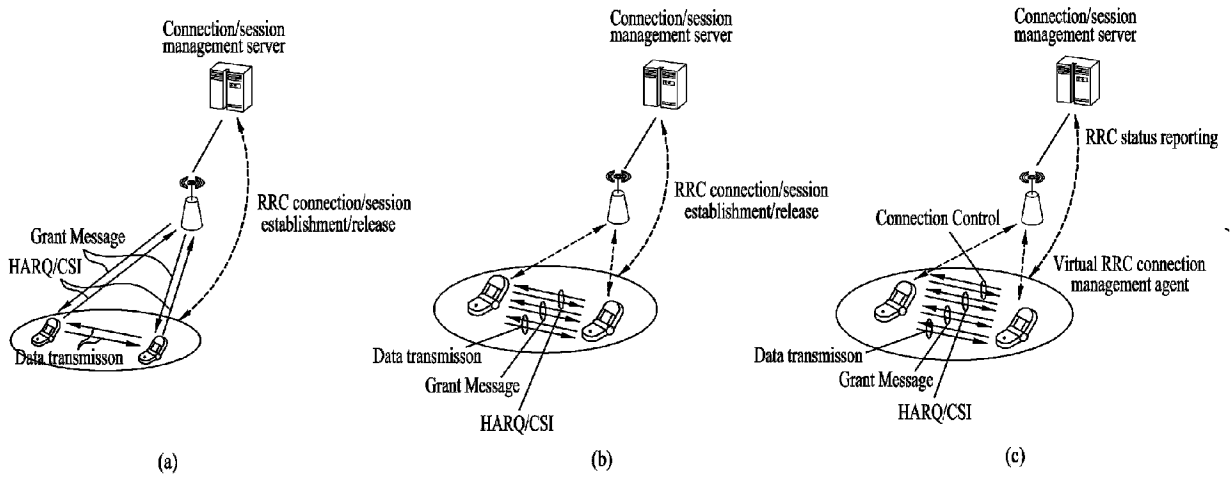 Connection/session
management server
RRC connection/session
establishment/release
Grant Message
HARQ/CSI
Data transmisson
(a)
Connection/session
management server
RRC connection/session
establishment/release
Data transmisson
Grant Message
HARQ/CSI
(b)
Connection/session
management server
RRC status reporting
Connection Control
Virtual RRC connection
management agent
Data transmisson
Grant Message
HARQ/CSI
(c)